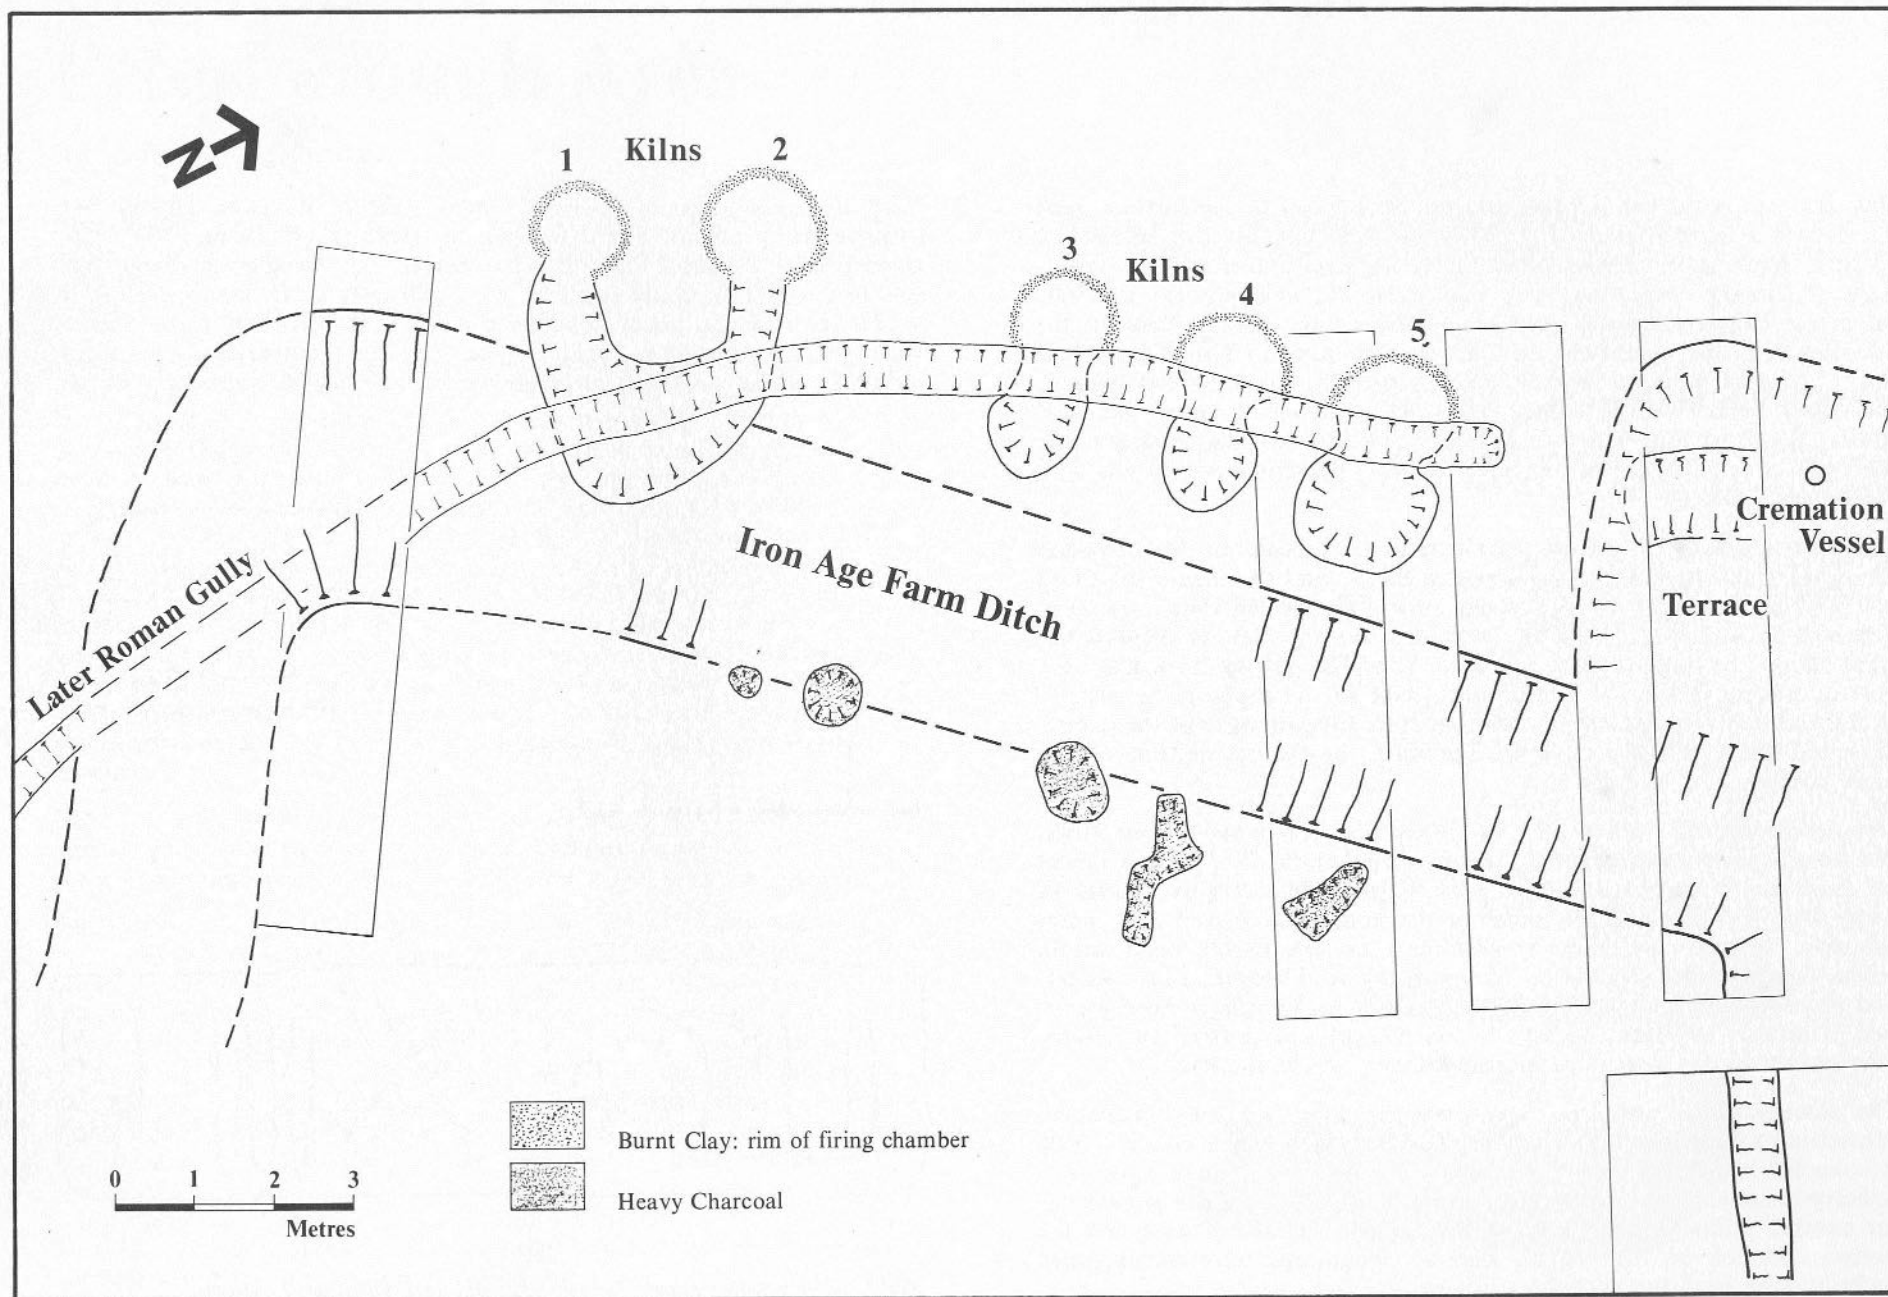 N
1
Kilns
2
3
Kilns
4
5
Cremation
Vessel
Terrace
Iron Age Farm Ditch
Later Roman Gully
Burnt Clay: rim of firing chamber
Heavy Charcoal
0 1 2 3
Metres